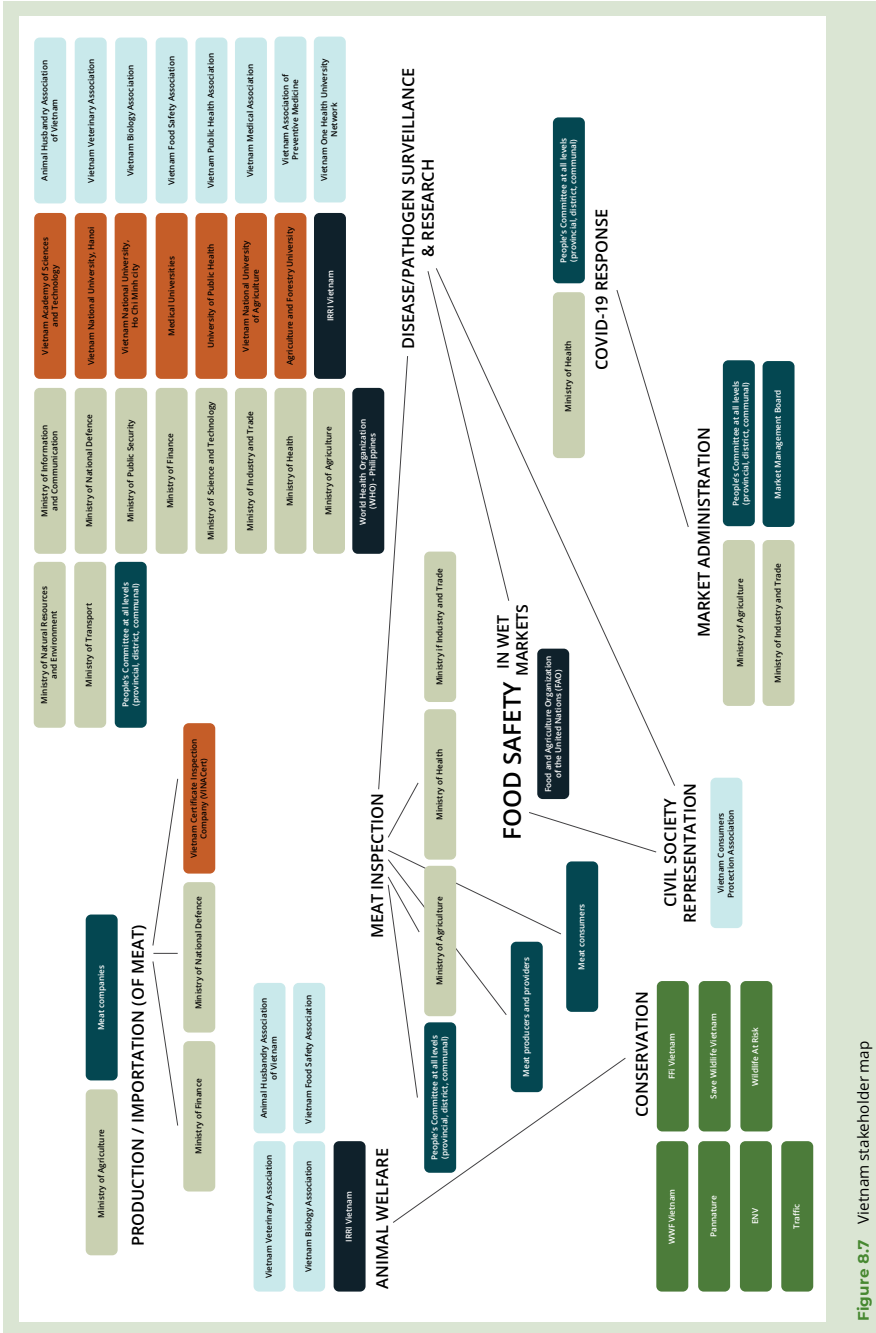 Ministry of Agriculture
Meat companies
PRODUCTION / IMPORTATION (OF MEAT)
Ministry of Finance
Ministry of National Defence
Vietnam Certificate Inspection
Company (VINACert)
Ministry of Natural Resources
and Environment
Ministry of Transport
People's Committee at all levels
(provincial, district, communal)
Ministry of Information
and Communication
Ministry of National Defence
Ministry of Public Security
Ministry of Finance
Ministry of Science and Technology
Ministry of Industry and Trade
Ministry of Health
Ministry of Agriculture
World Health Organization
(WHO) - Philippines
Vietnam Academy of Sciences
and Technology
Vietnam National University, Hanoi
Vietnam National University,
Ho Chi Minh city
Medical Universities
University of Public Health
Vietnam National University
of Agriculture
Agriculture and Forestry University
IRRI Vietnam
Animal Husbandry Association
of Vietnam
Vietnam Veterinary Association
Vietnam Biology Association
Vietnam Food Safety Association
Vietnam Public Health Association
Vietnam Medical Association
Vietnam Association of
Preventive Medicine
Vietnam One Health University
Network
DISEASE/PATHOGEN SURVEILLANCE
& RESEARCH
Vietnam Veterinary Association
Animal Husbandry Association
of Vietnam
Vietnam Biology Association
Vietnam Food Safety Association
IRRI Vietnam
ANIMAL WELFARE
MEAT INSPECTION
People's Committee at all levels
(provincial, district, communal)
Ministry of Agriculture
Ministry of Health
Ministry if Industry and Trade
Meat producers and providers
Meat consumers
FOOD SAFETY IN WET
MARKETS
Food and Agriculture Organization
of the United Nations (FAO)
Ministry of Health
People's Committee at all levels
(provincial, district, communal)
COVID-19 RESPONSE
CONSERVATION
WWF Vietnam
FFi Vietnam
Pannature
Save Wildlife Vietnam
ENV
Wildlife At Risk
Traffic
CIVIL SOCIETY
REPRESENTATION
Vietnam Consumers
Protection Association
MARKET ADMINISTRATION
Ministry of Agriculture
People's Committee at all levels
(provincial, district, communal)
Ministry of Industry and Trade
Market Management Board
Figure 8.7 Vietnam stakeholder map